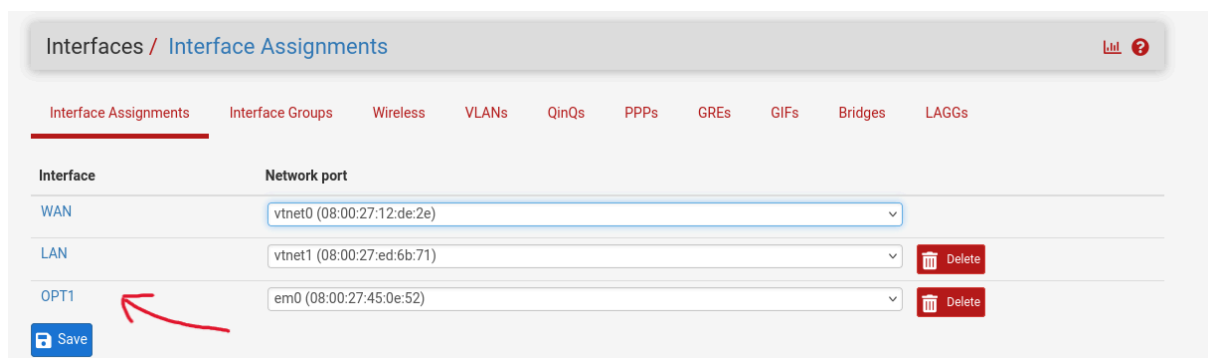 Interfaces / Interface Assignments
Interface Assignments Interface Groups Wireless VLANs QinQs PPPs GREs GIFs Bridges LAGGs
Interface Network port
WAN vtnet0 (08:00:27:12:de:2e)
LAN vtnet1 (08:00:27:ed:6b:71) Delete
OPT1 em0 (08:00:27:45:0e:52) Delete
Save